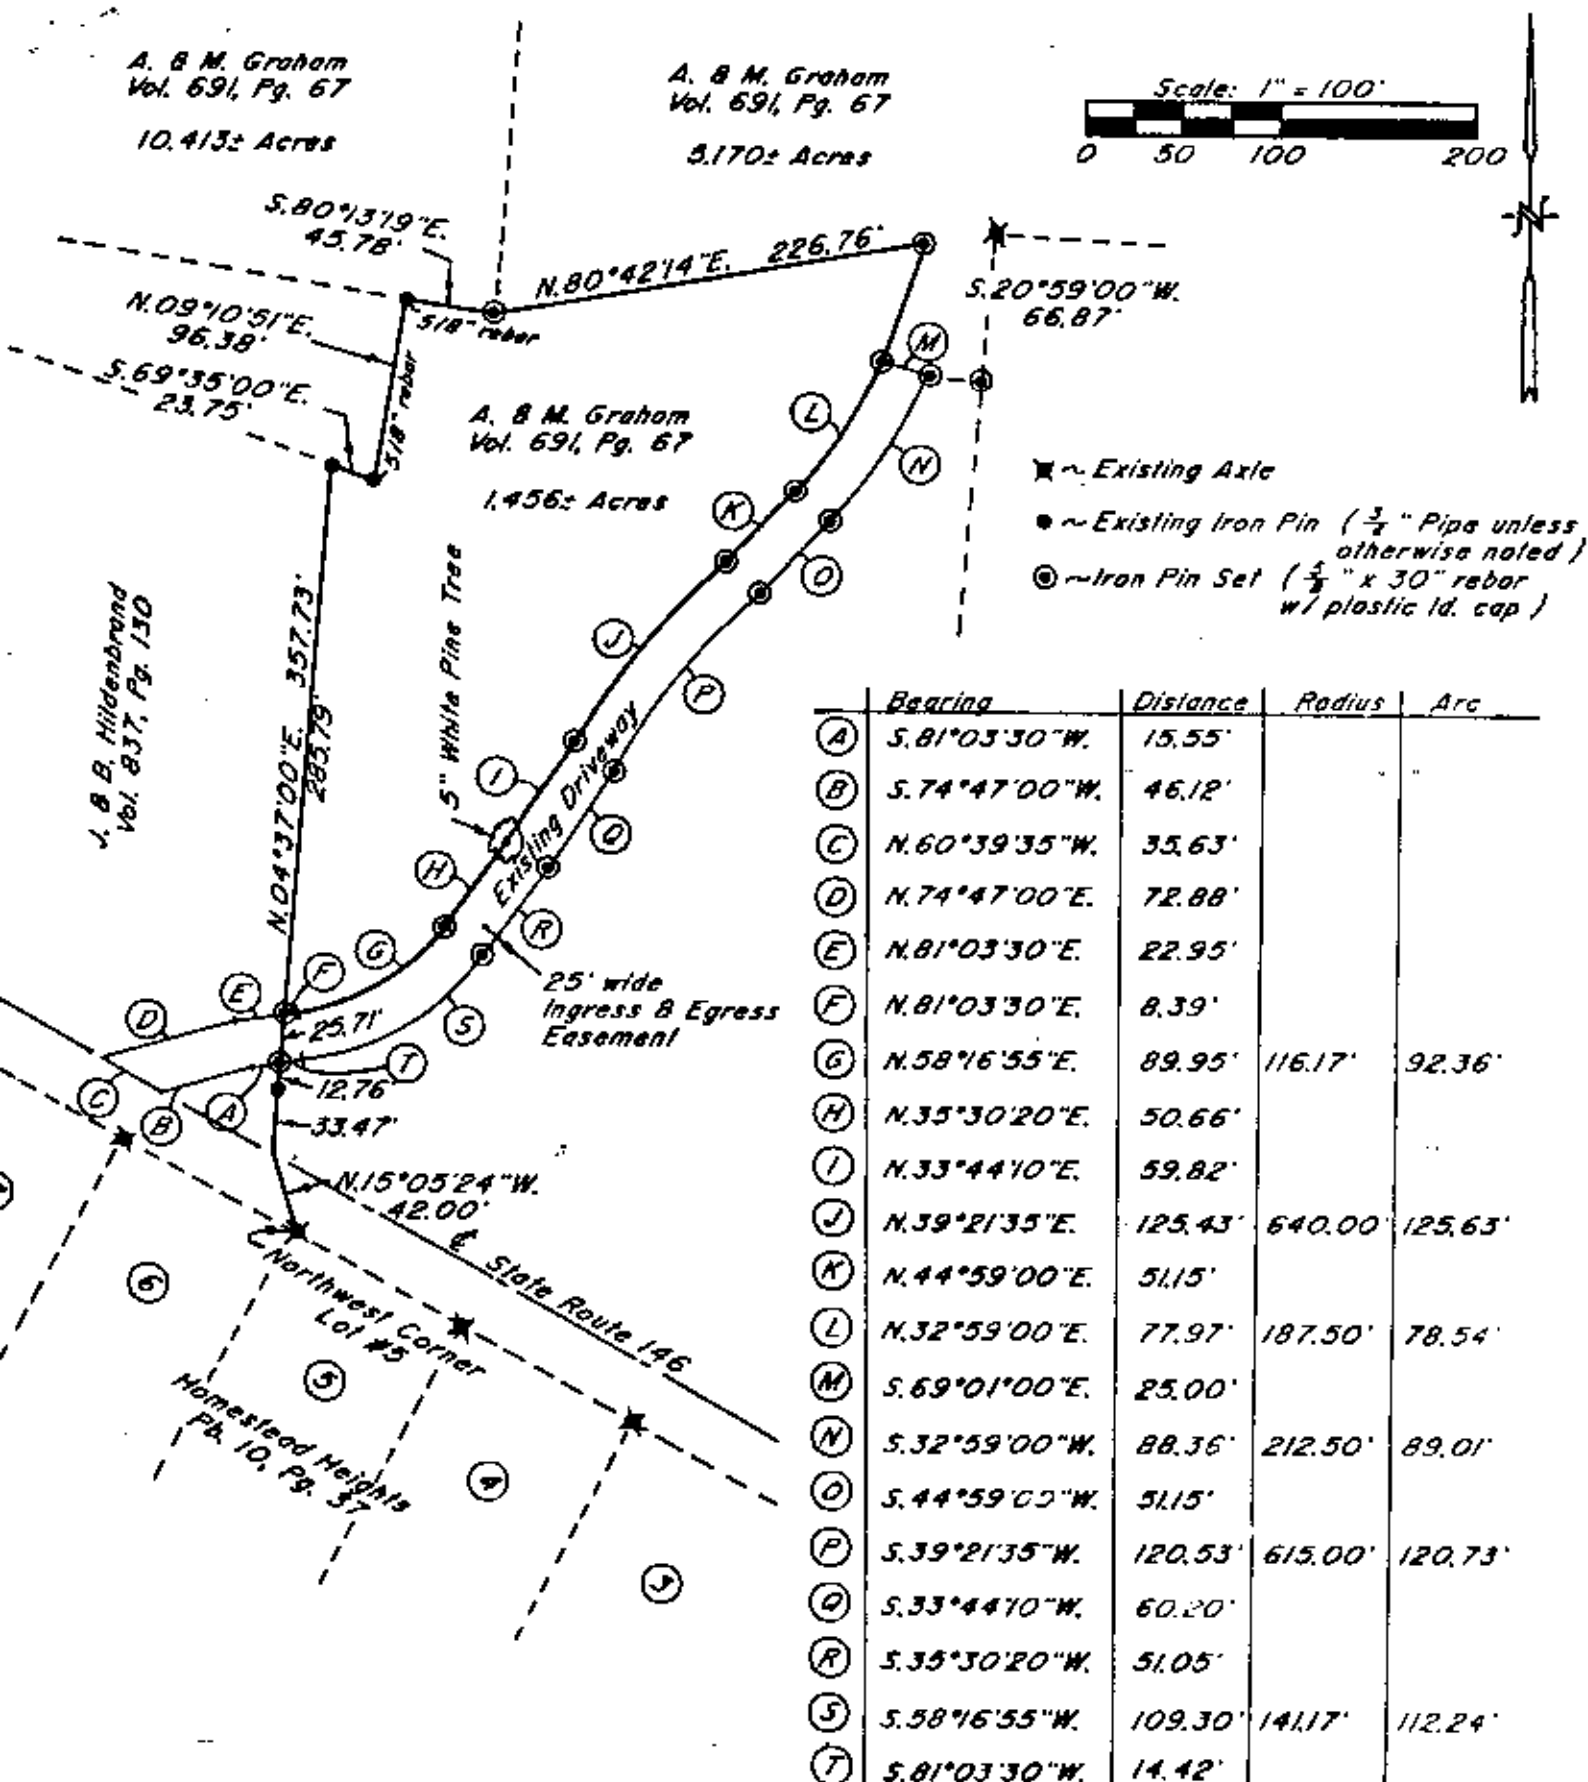 A. & M. Graham
Vol. 691, Pg. 67
10.413± Acres
A. & M. Graham
Vol. 691, Pg. 67
5.170± Acres
Scale: 1" = 100'
0 50 100 200
N
S.80°13'19"E.
45.78'
N.80°42'14"E. 226.76'
5/8" rebar
S.20°59'00"W.
66.87'
N.09°10'51"E.
96.38'
5/8" rebar
S.69°35'00"E.
23.75'
A. & M. Graham
Vol. 691, Pg. 67
1.456± Acres
M
L
N
K
O
J
P
I
Q
H
R
G
S
F
E
D
T
C
B
A
~ Existing Axle
~ Existing Iron Pin ( 3/4 " Pipe unless
otherwise noted )
~Iron Pin Set ( 5/8 " x 30" rebar
w/ plastic id. cap )
J. & B. Hildenbrand
Vol. 837, Pg. 130
N.04°37'00"E. 357.73'
285.79'
5" White Pine Tree
Existing Driveway
25' wide
Ingress & Egress
Easement
25.71'
12.76'
33.47'
N.15°05'24"W.
42.00'
℄ State Route 146
Northwest Corner
Lot #5
Homestead Heights
Pb. 10, Pg. 37
6
5
4
3
Bearing Distance Radius Arc
A S.81°03'30"W. 15.55'
B S.74°47'00"W. 46.12'
C N.60°39'35"W. 35.63'
D N.74°47'00"E. 72.88'
E N.81°03'30"E. 22.95'
F N.81°03'30"E. 8.39'
G N.58°16'55"E. 89.95' 116.17' 92.36'
H N.35°30'20"E. 50.66'
I N.33°44'10"E. 59.82'
J N.39°21'35"E. 125.43' 640.00' 125.63'
K N.44°59'00"E. 51.15'
L N.32°59'00"E. 77.97' 187.50' 78.54'
M S.69°01'00"E. 25.00'
N S.32°59'00"W. 88.36' 212.50' 89.01'
O S.44°59'00"W. 51.15'
P S.39°21'35"W. 120.53' 615.00' 120.73'
Q S.33°44'10"W. 60.20'
R S.35°30'20"W. 51.05'
S S.58°16'55"W. 109.30' 141.17' 112.24'
T S.81°03'30"W. 14.42'